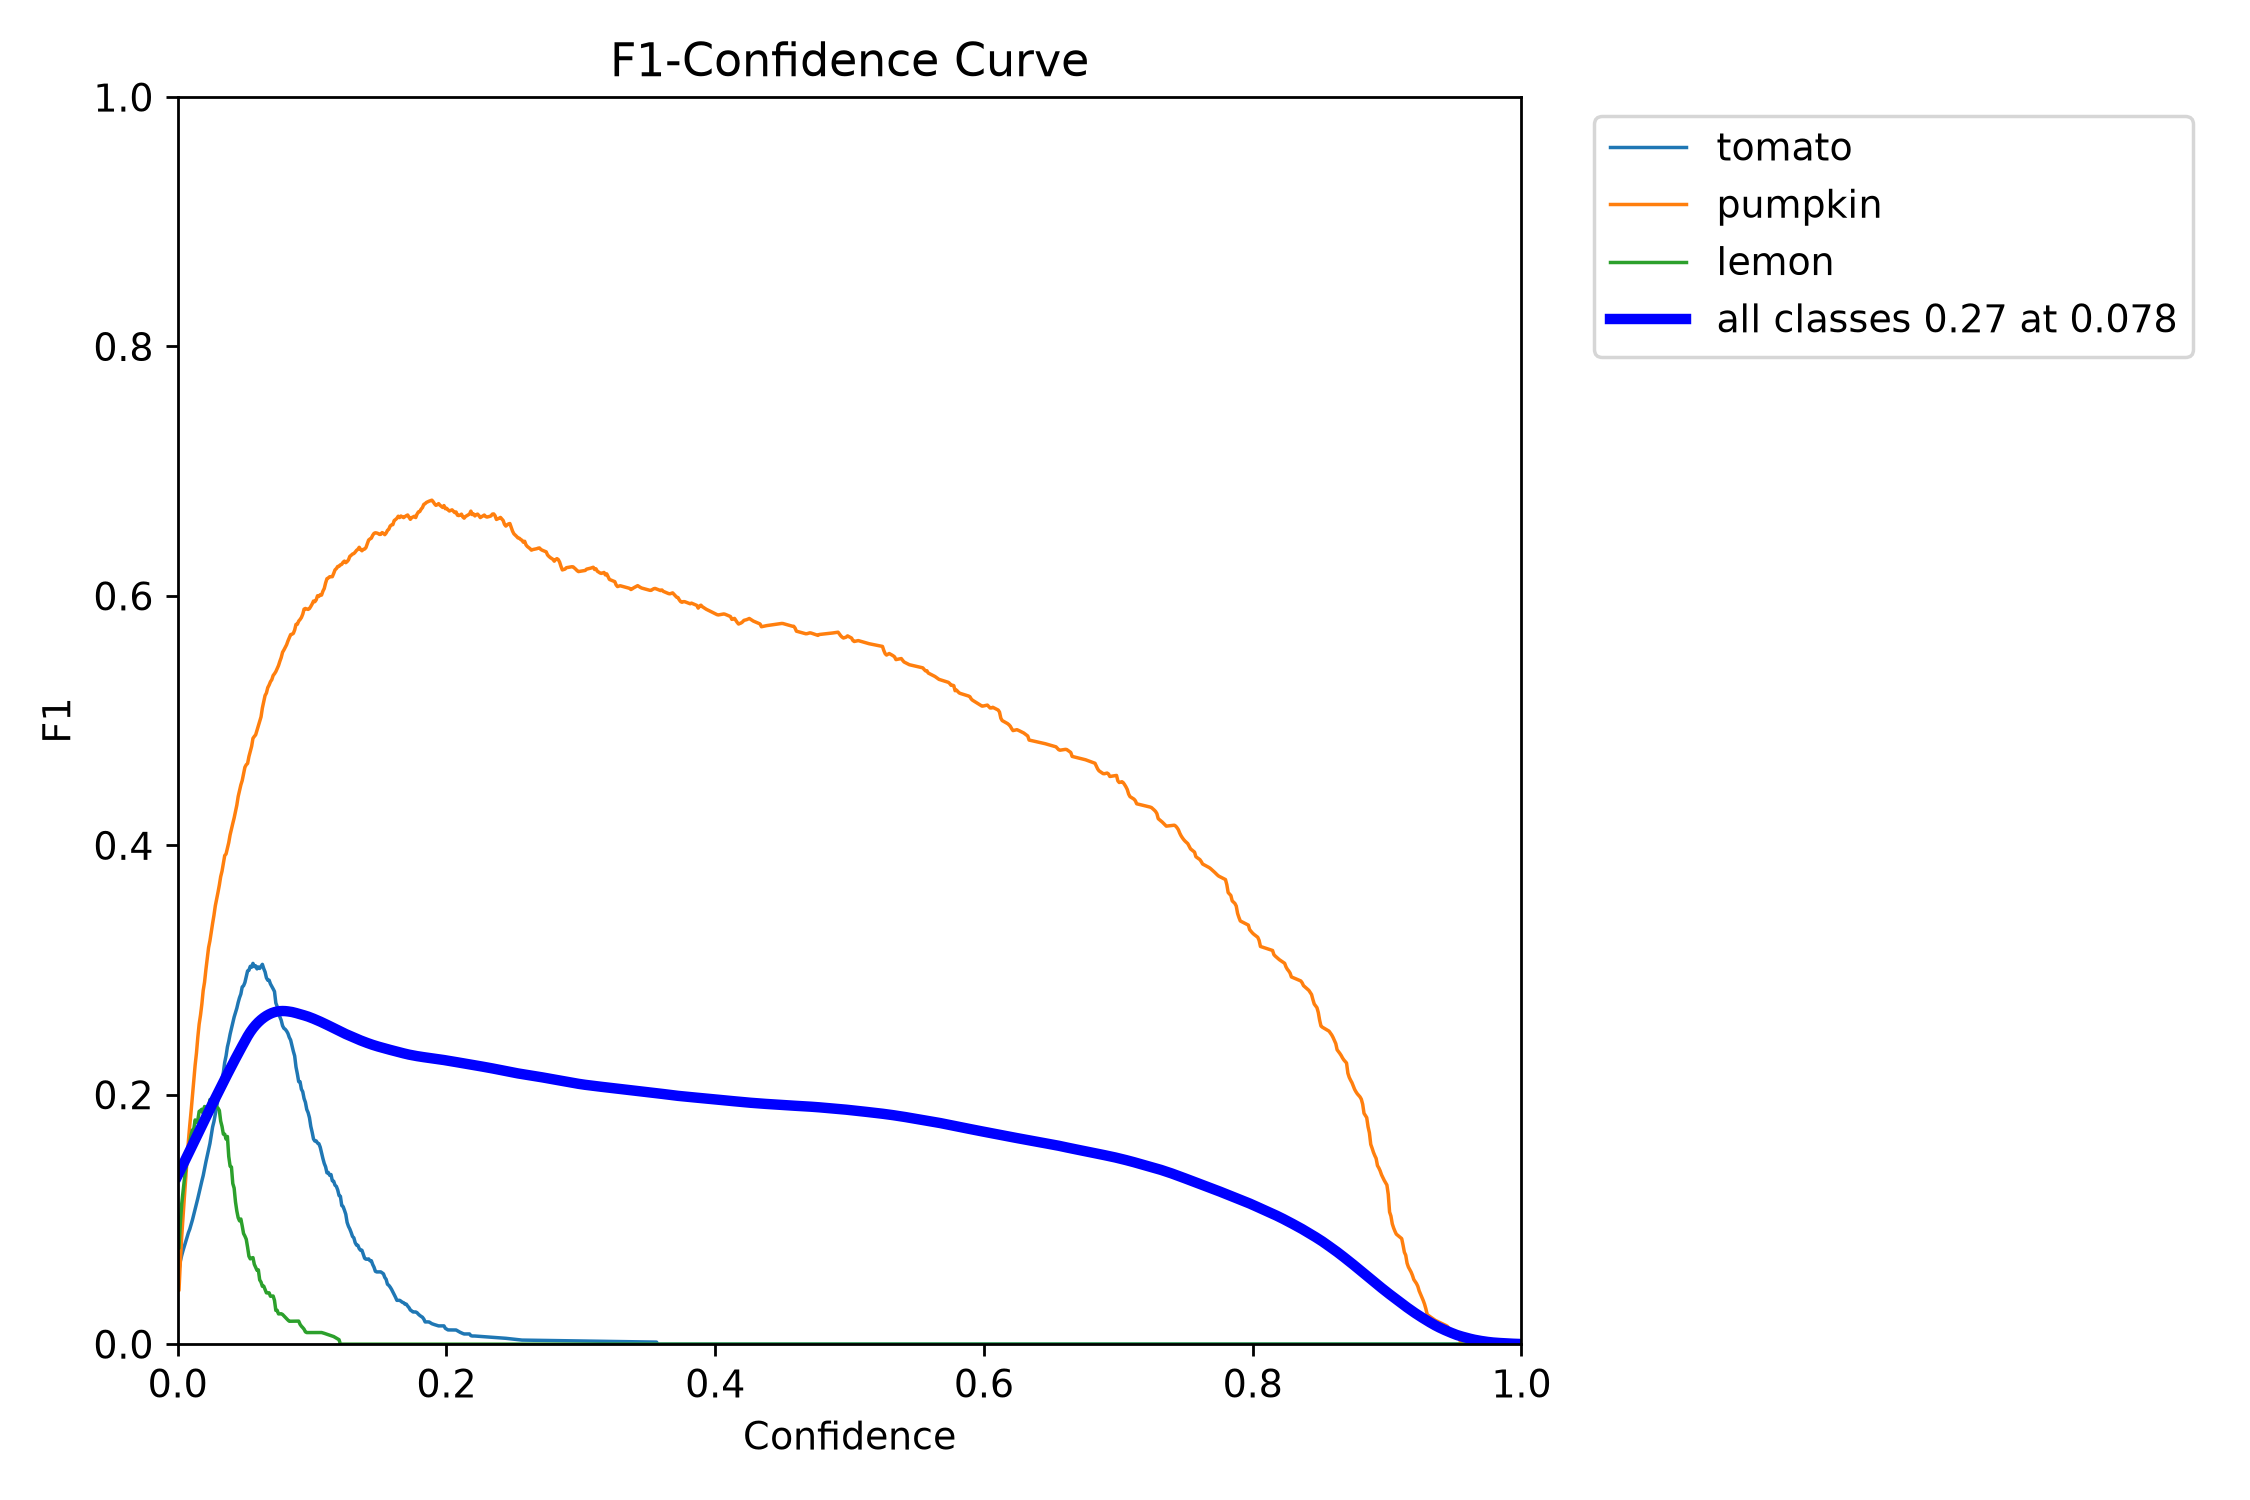 F1-Confidence Curve
1.0
0.8
0.6
0.4
0.2
0.0
F1
0.0 0.2 0.4 0.6 0.8 1.0
Confidence
tomato
pumpkin
lemon
all classes 0.27 at 0.078